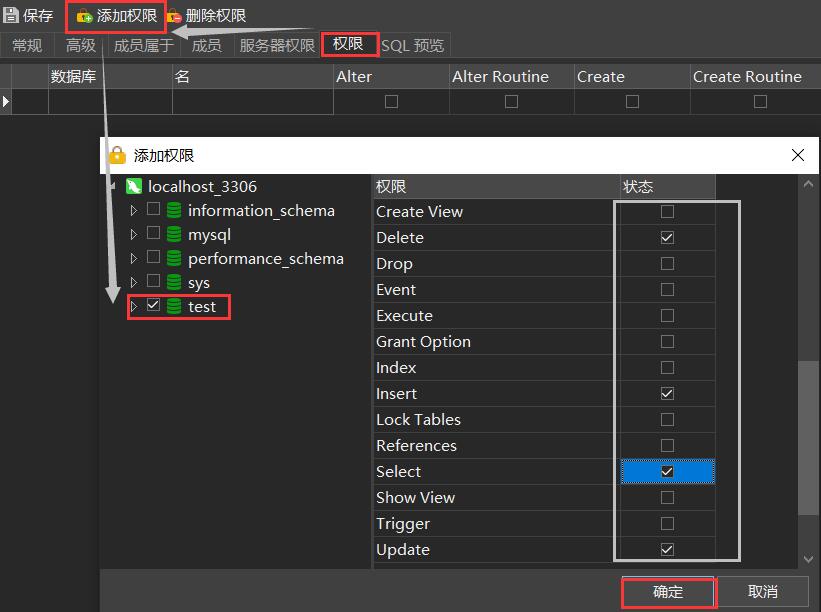 保存 添加权限 删除权限
常规 高级 成员属于 成员 服务器权限 权限 SQL 预览
数据库 名 Alter Alter Routine Create Create Routine
添加权限
localhost_3306 权限 状态
information_schema Create View
mysql Delete
performance_schema Drop
sys Event
test Execute
Grant Option
Index
Insert
Lock Tables
References
Select
Show View
Trigger
Update
确定 取消